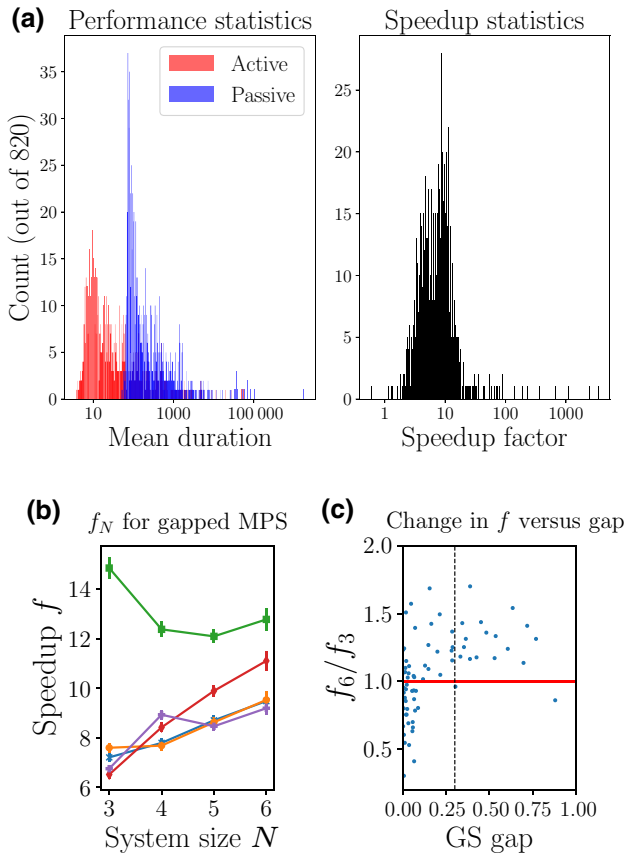 (a) Performance statistics
Speedup statistics
Active
Passive
Count (out of 820)
35
30
25
20
15
10
5
0
10
1000
100 000
Mean duration
25
20
15
10
5
0
1
10
100
1000
Speedup factor
(b)
f_N for gapped MPS
Speedup f
14
12
10
8
6
3
4
5
6
System size N
(c)
Change in f versus gap
f_6/f_3
2.0
1.5
1.0
0.5
0.00
0.25
0.50
0.75
1.00
GS gap